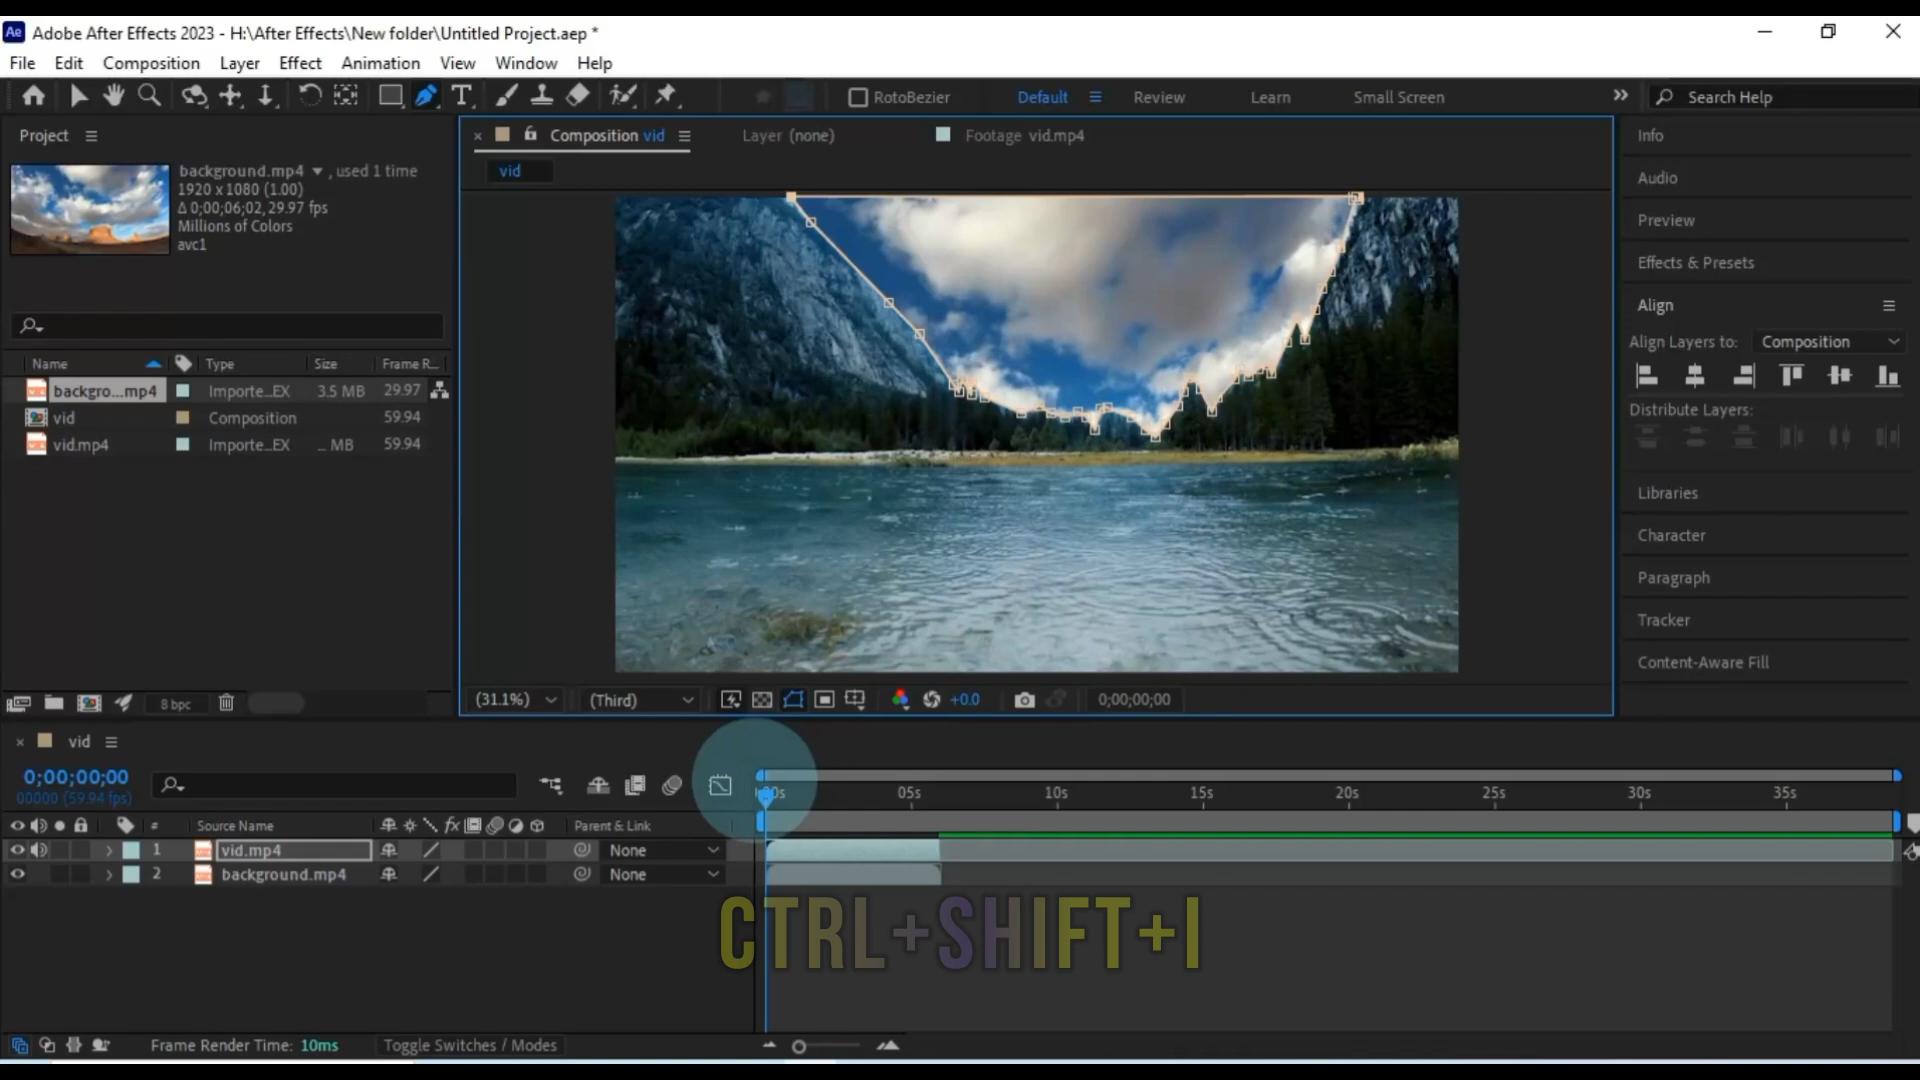 Ae Adobe After Effects 2023 - H:\After Effects\New folder\Untitled Project.aep *
File Edit Composition Layer Effect Animation View Window Help
RotoBezier Default Review Learn Small Screen Search Help
Project
Composition vid Layer (none) Footage vid.mp4
vid
background.mp4 , used 1 time
1920 x 1080 (1.00)
Δ 0;00;06;02, 29.97 fps
Millions of Colors
avc1
Name Type Size Frame R...
backgro...mp4 Importe...EX 3.5 MB 29.97
vid Composition 59.94
vid.mp4 Importe...EX ... MB 59.94
8 bpc
(31.1%) (Third) +0.0 0;00;00;00
Info
Audio
Preview
Effects & Presets
Align
Align Layers to: Composition
Distribute Layers:
Libraries
Character
Paragraph
Tracker
Content-Aware Fill
vid
0;00;00;00
00000 (59.94 fps)
05s 10s 15s 20s 25s 30s 35s
# Source Name fx Parent & Link
1 vid.mp4 None
2 background.mp4 None
CTRL+SHIFT+I
Frame Render Time: 10ms Toggle Switches / Modes